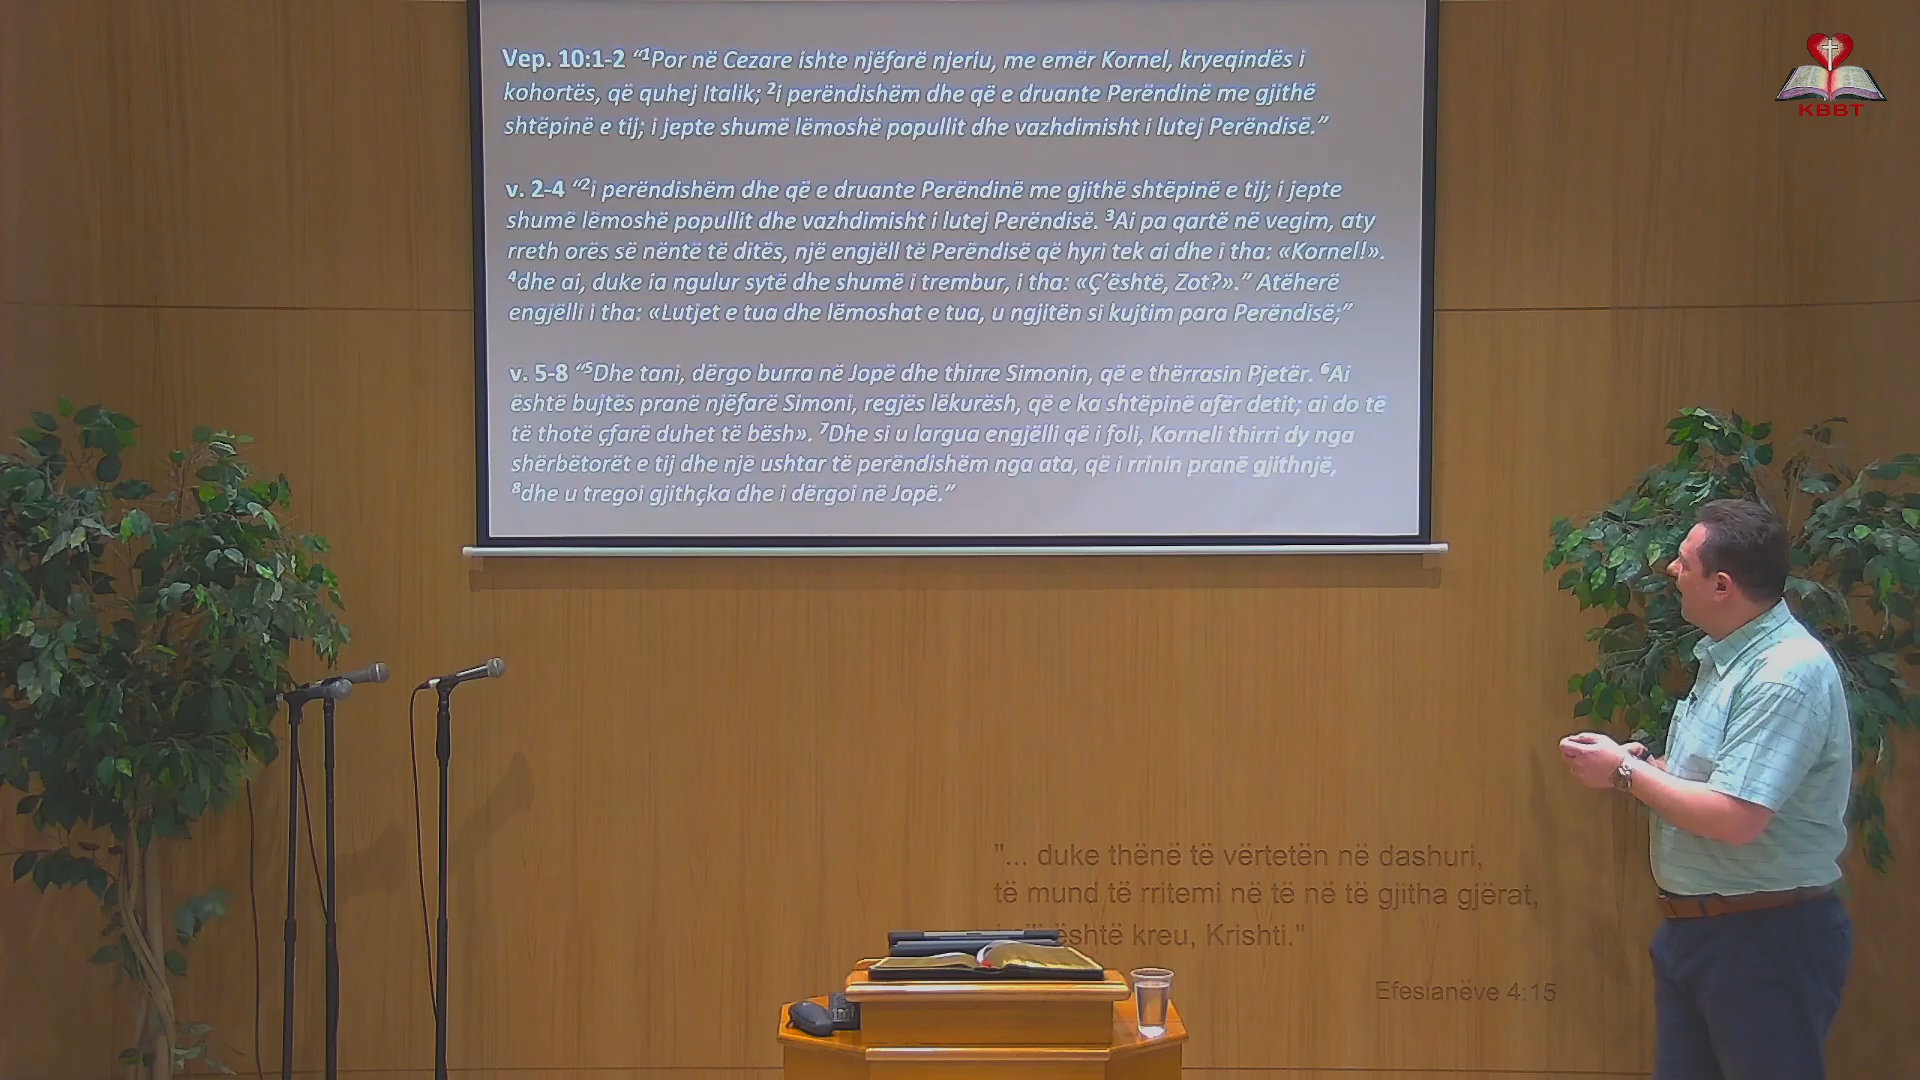 Vep. 10:1-2 “¹Por në Cezare ishte njëfarë njeriu, me emër Kornel, kryeqindës i
kohortës, që quhej Italik; ²i perëndishëm dhe që e druante Perëndinë me gjithë
shtëpinë e tij; i jepte shumë lëmoshë popullit dhe vazhdimisht i lutej Perëndisë.”
v. 2-4 “²i perëndishëm dhe që e druante Perëndinë me gjithë shtëpinë e tij; i jepte
shumë lëmoshë popullit dhe vazhdimisht i lutej Perëndisë. ³Ai pa qartë në vegim, aty
rreth orës së nëntë të ditës, një engjëll të Perëndisë që hyri tek ai dhe i tha: «Kornel!».
⁴dhe ai, duke ia ngulur sytë dhe shumë i trembur, i tha: «Ç’është, Zot?».” Atëherë
engjëlli i tha: «Lutjet e tua dhe lëmoshat e tua, u ngjitën si kujtim para Perëndisë;”
v. 5-8 “⁵Dhe tani, dërgo burra në Jopë dhe thirre Simonin, që e thërrasin Pjetër. ⁶Ai
është bujtës pranë njëfarë Simoni, regjës lëkurësh, që e ka shtëpinë afër detit; ai do të
të thotë çfarë duhet të bësh». ⁷Dhe si u largua engjëlli që i foli, Korneli thirri dy nga
shërbëtorët e tij dhe një ushtar të perëndishëm nga ata, që i rrinin pranë gjithnjë,
⁸dhe u tregoi gjithçka dhe i dërgoi në Jopë.”
KBBT
"... duke thënë të vërtetën në dashuri,
të mund të rritemi në të në të gjitha gjërat,
është kreu, Krishti."
Efesianëve 4:15